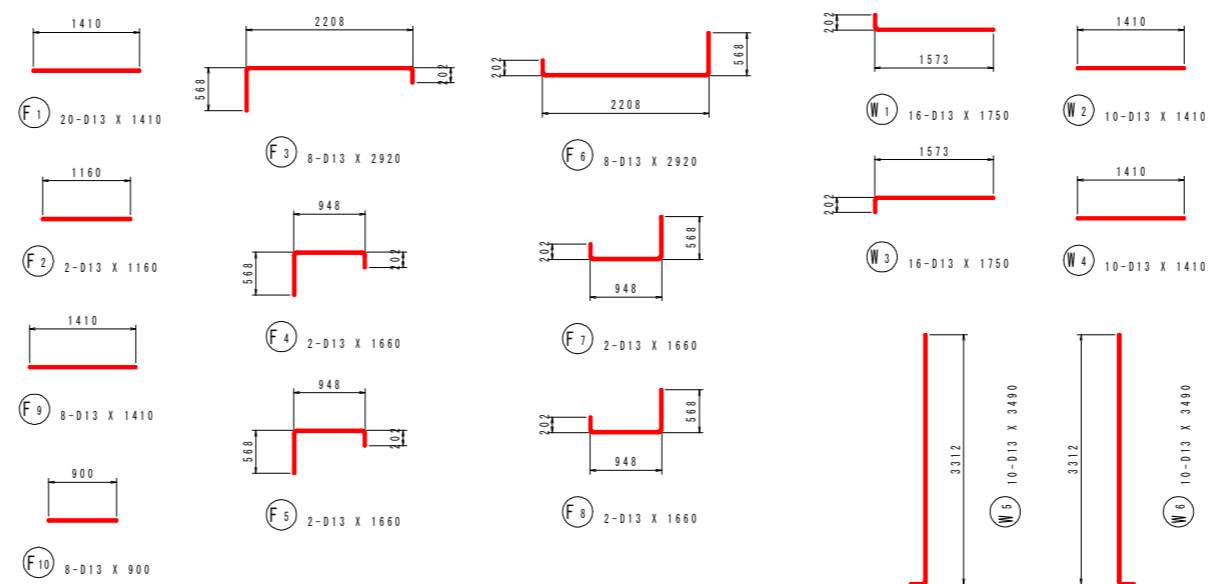 1410
F1 20-D13 X 1410
1160
F2 2-D13 X 1160
1410
F9 8-D13 X 1410
900
F10 8-D13 X 900
2208
568
202
F3 8-D13 X 2920
948
568
202
F4 2-D13 X 1660
948
568
202
F5 2-D13 X 1660
202
568
2208
F6 8-D13 X 2920
202
568
948
F7 2-D13 X 1660
202
568
948
F8 2-D13 X 1660
202
1573
W1 16-D13 X 1750
1410
W2 10-D13 X 1410
1573
202
W3 16-D13 X 1750
1410
W4 10-D13 X 1410
3312
W5 10-D13 X 3490
3312
W6 10-D13 X 3490